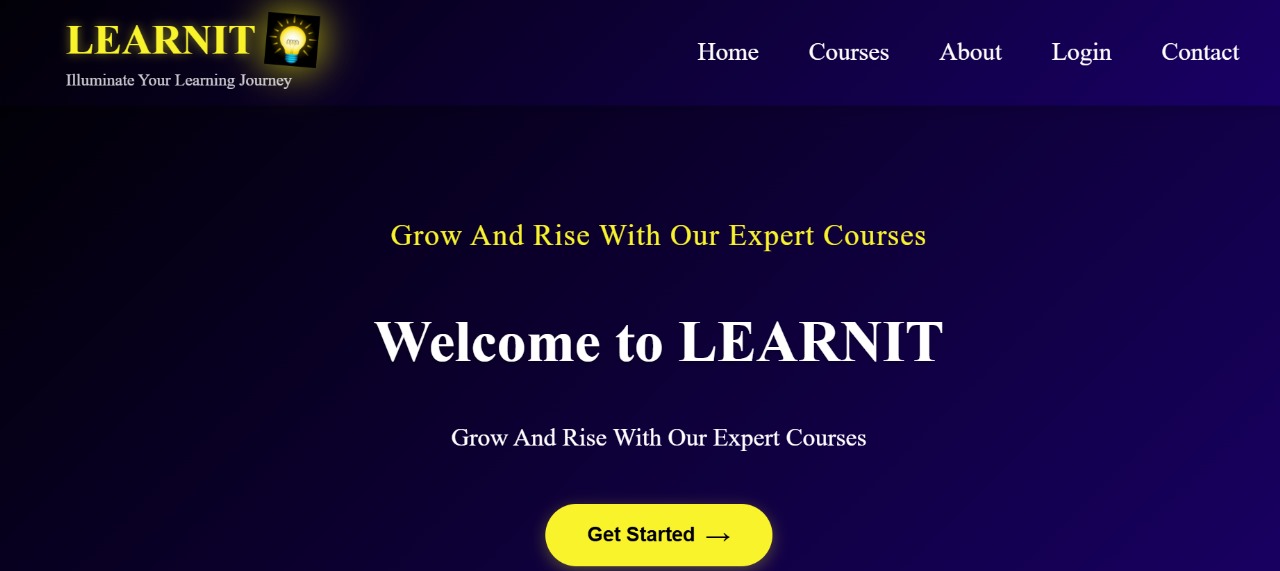 LEARNIT
Illuminate Your Learning Journey
Home Courses About Login Contact
Grow And Rise With Our Expert Courses
Welcome to LEARNIT
Grow And Rise With Our Expert Courses
Get Started →